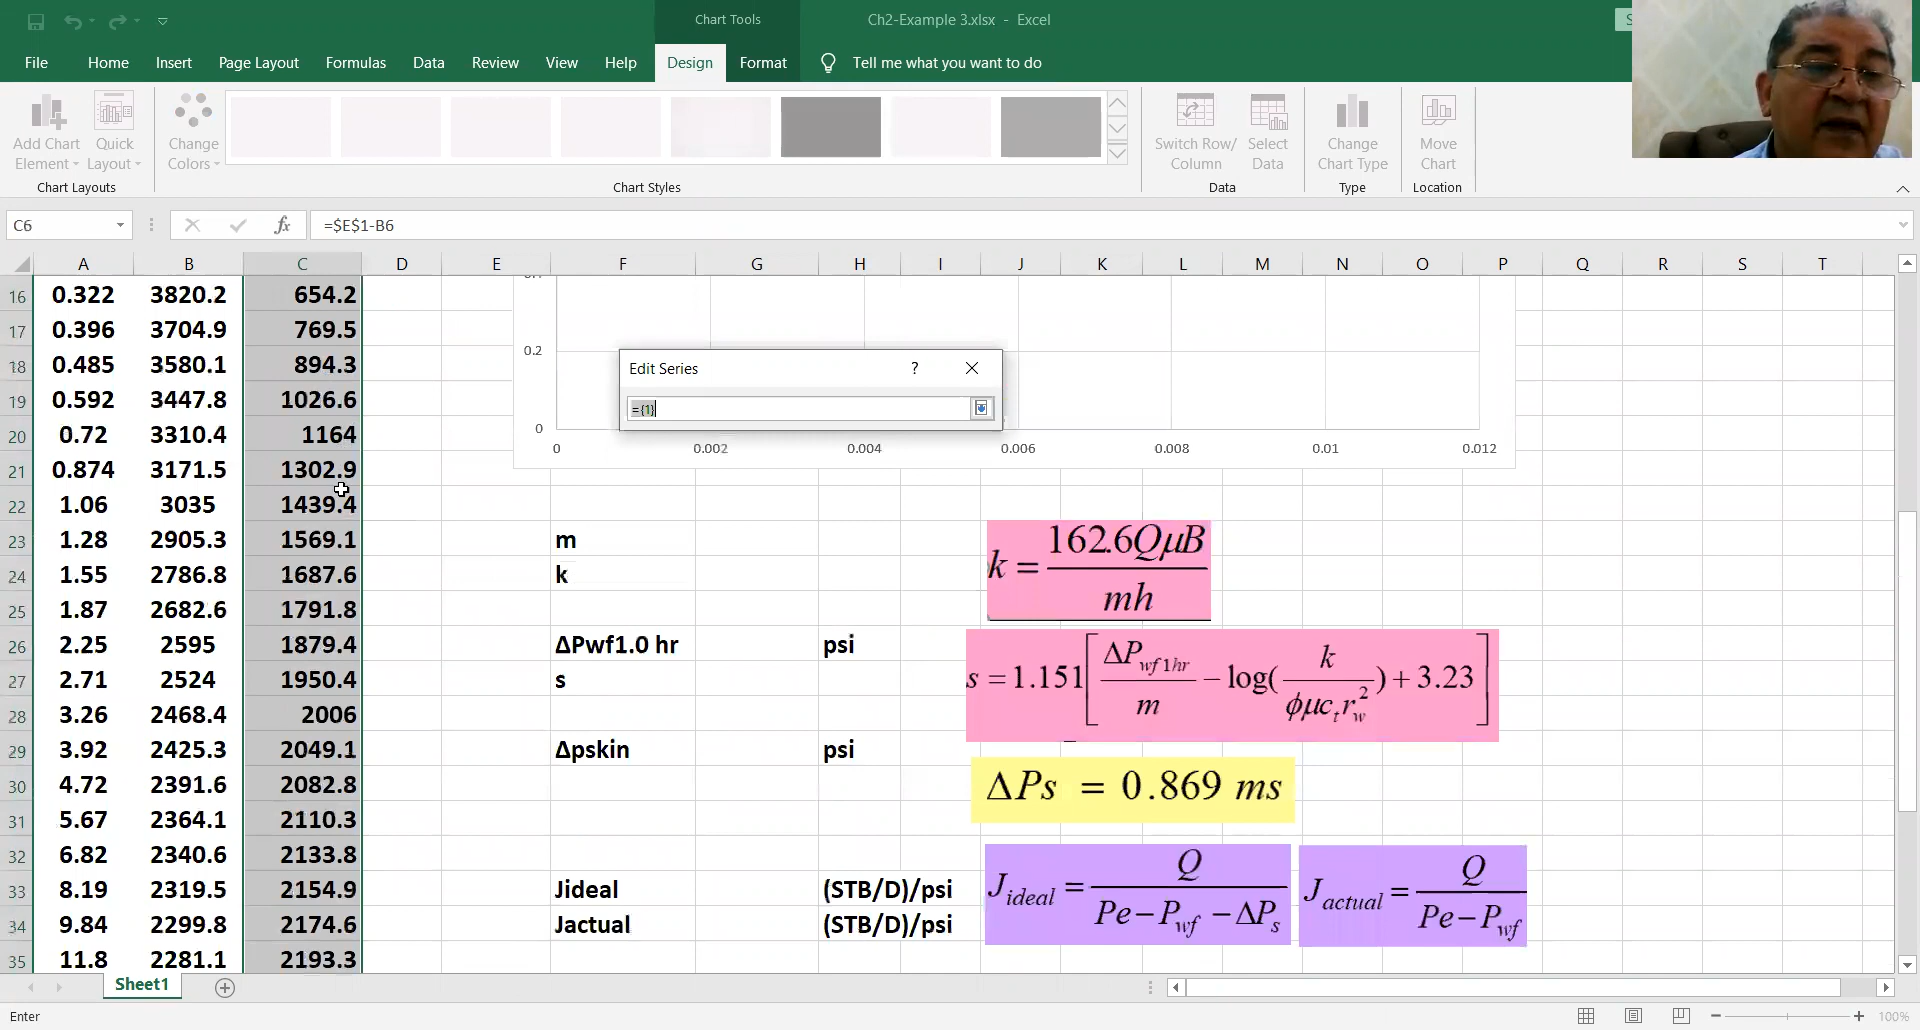 Chart Tools
Ch2-Example 3.xlsx - Excel
S
File Home Insert Page Layout Formulas Data Review View Help Design Format Tell me what you want to do
Add Chart Element
Quick Layout
Change Colors
Switch Row/ Column
Select Data
Change Chart Type
Move Chart
Chart Layouts
Chart Styles
Data
Type
Location
C6
fx
=$E$1-B6
A B C D E F G H I J K L M N O P Q R S T
16 0.322 3820.2 654.2
17 0.396 3704.9 769.5
18 0.485 3580.1 894.3
19 0.592 3447.8 1026.6
20 0.72 3310.4 1164
21 0.874 3171.5 1302.9
22 1.06 3035 1439.4
23 1.28 2905.3 1569.1
24 1.55 2786.8 1687.6
25 1.87 2682.6 1791.8
26 2.25 2595 1879.4
27 2.71 2524 1950.4
28 3.26 2468.4 2006
29 3.92 2425.3 2049.1
30 4.72 2391.6 2082.8
31 5.67 2364.1 2110.3
32 6.82 2340.6 2133.8
33 8.19 2319.5 2154.9
34 9.84 2299.8 2174.6
35 11.8 2281.1 2193.3
0.2
0
0 0.002 0.004 0.006 0.008 0.01 0.012
Edit Series ?
={1}
m
k
ΔPwf1.0 hr psi
s
Δpskin psi
Jideal (STB/D)/psi
Jactual (STB/D)/psi
k = 162.6QμB / mh
s = 1.151 [ ΔP_wf1hr / m − log( k / ϕμc_t r_w^2 ) + 3.23 ]
ΔPs = 0.869 ms
J_ideal = Q / Pe − P_wf − ΔP_s
J_actual = Q / Pe − P_wf
Sheet1
Enter
100%